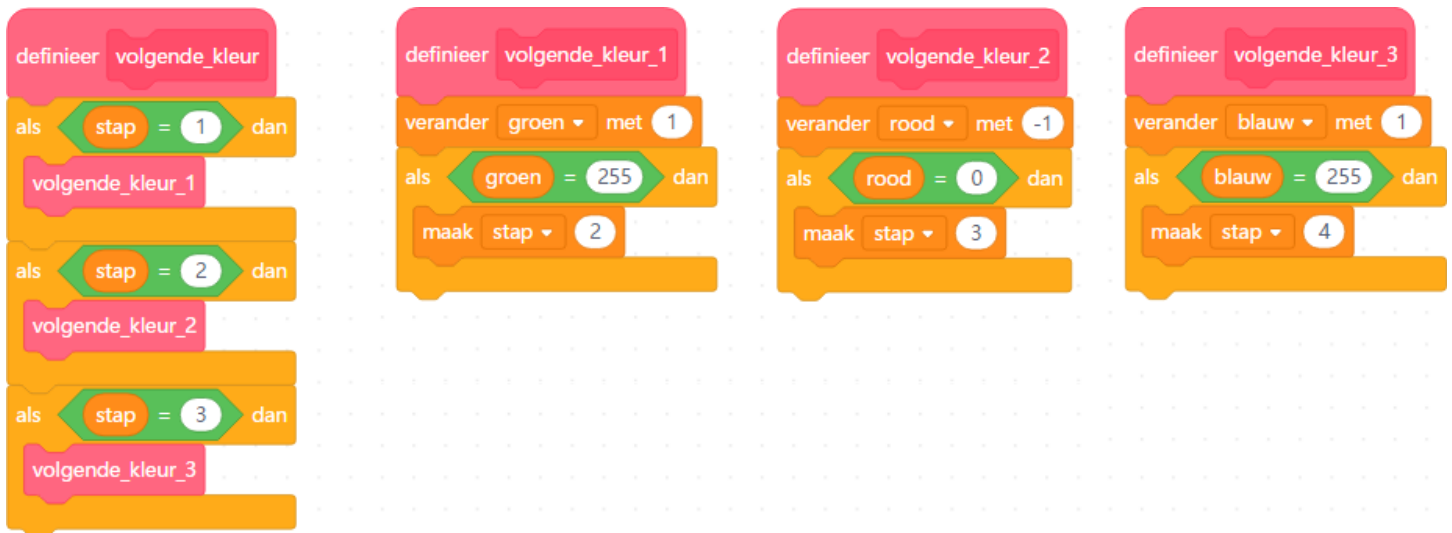 definieer volgende_kleur
als stap = 1 dan
volgende_kleur_1
als stap = 2 dan
volgende_kleur_2
als stap = 3 dan
volgende_kleur_3
definieer volgende_kleur_1
verander groen met 1
als groen = 255 dan
maak stap 2
definieer volgende_kleur_2
verander rood met -1
als rood = 0 dan
maak stap 3
definieer volgende_kleur_3
verander blauw met 1
als blauw = 255 dan
maak stap 4